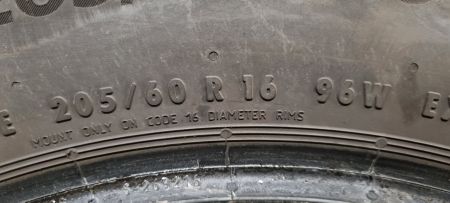 205/60 R 16 96W
MOUNT ONLY ON CODE 16 DIAMETER RIMS